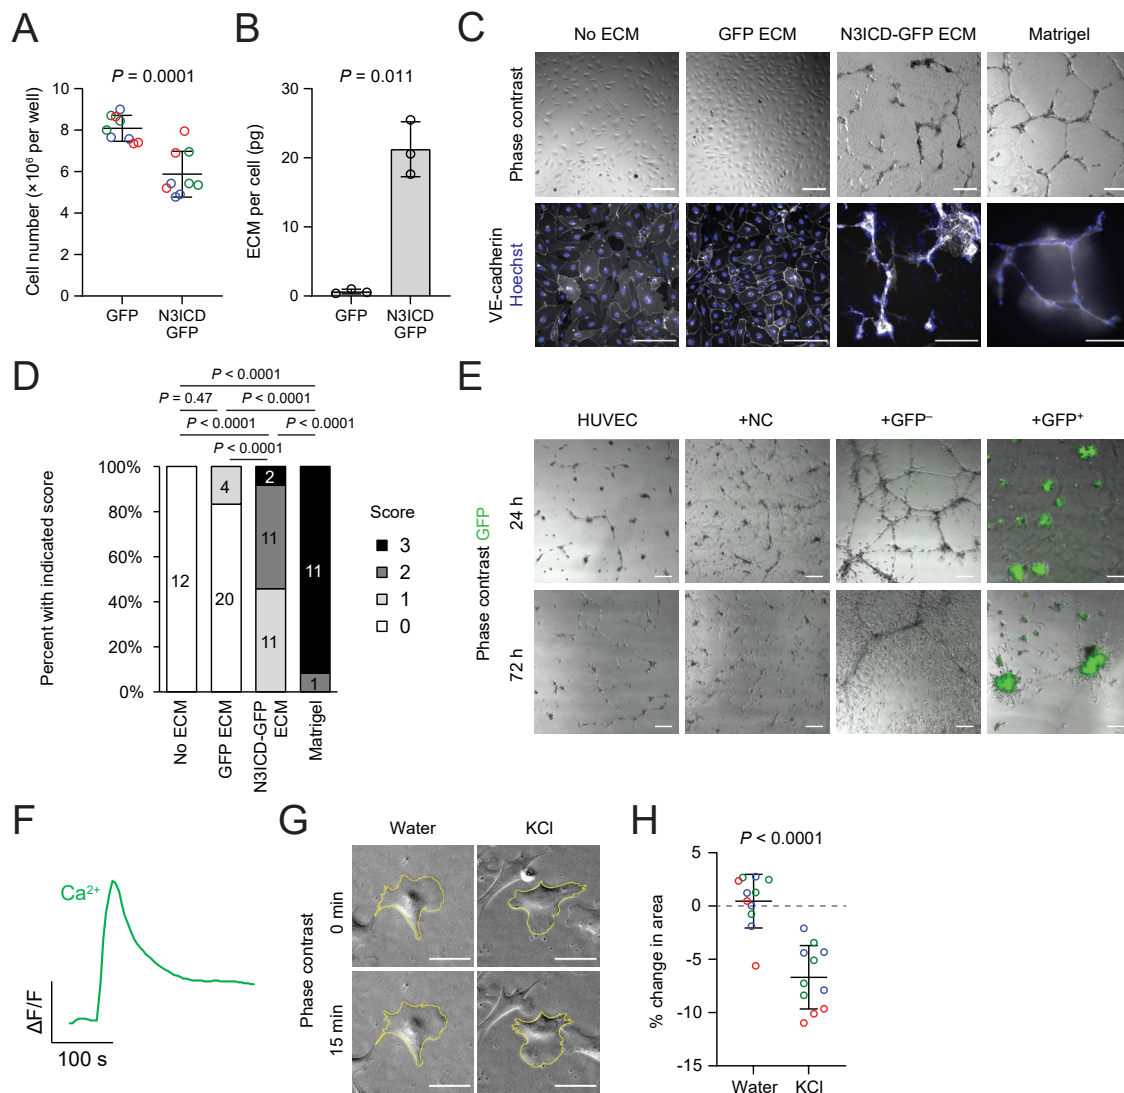 A
P = 0.0001
Cell number (×10⁶ per well)
10
8
6
4
2
0
GFP
N3ICD
GFP
B
P = 0.011
ECM per cell (pg)
30
20
10
0
GFP
N3ICD
GFP
C
No ECM
GFP ECM
N3ICD-GFP ECM
Matrigel
Phase contrast
VE-cadherin
Hoechst
D
P < 0.0001
P = 0.47
P < 0.0001
P < 0.0001
P < 0.0001
P < 0.0001
Percent with indicated score
100%
80%
60%
40%
20%
0%
12
4
20
2
11
11
11
1
No ECM
GFP ECM
N3ICD-GFP
ECM
Matrigel
Score
3
2
1
0
E
HUVEC
+NC
+GFP⁻
+GFP⁺
Phase contrast GFP
24 h
72 h
F
Ca²⁺
ΔF/F
100 s
G
Water
KCl
Phase contrast
0 min
15 min
H
P < 0.0001
% change in area
5
0
-5
-10
-15
Water
KCl